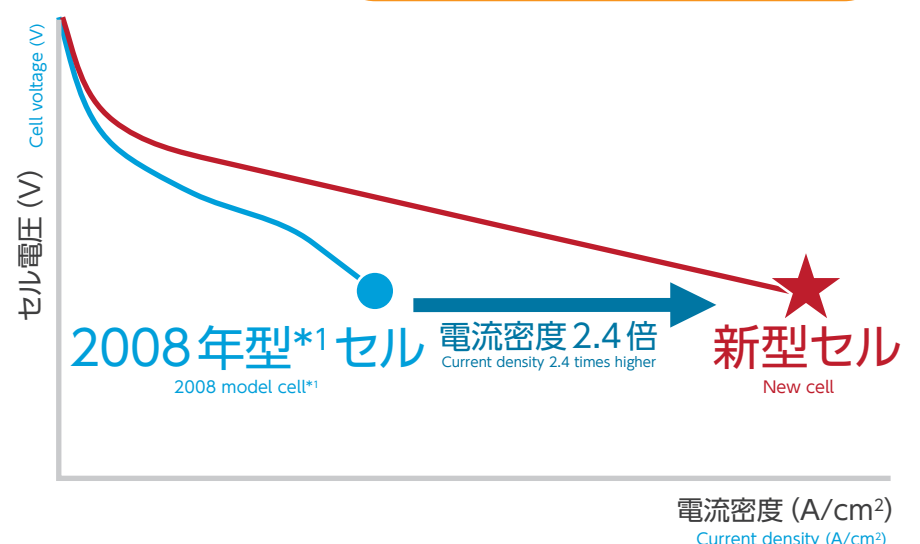 セル電圧 (V)
Cell voltage (V)
2008年型*1セル
2008 model cell*1
電流密度2.4倍
Current density 2.4 times higher
新型セル
New cell
電流密度 (A/cm²)
Current density (A/cm²)